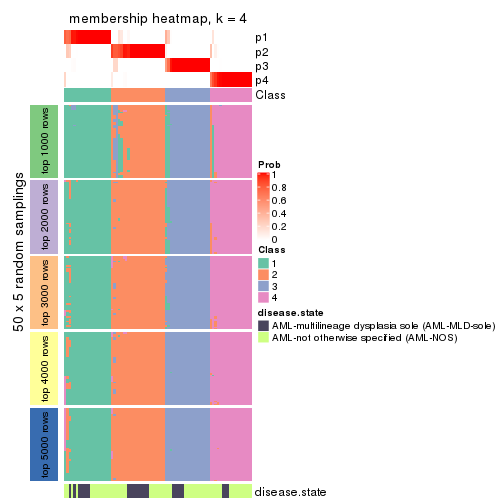 membership heatmap, k = 4
p1
p2
p3
p4
Class
50 x 5 random samplings
top 1000 rows
top 2000 rows
top 3000 rows
top 4000 rows
top 5000 rows
Prob
1
0.8
0.6
0.4
0.2
0
Class
1
2
3
4
disease.state
AML-multilineage dysplasia sole (AML-MLD-sole)
AML-not otherwise specified (AML-NOS)
disease.state